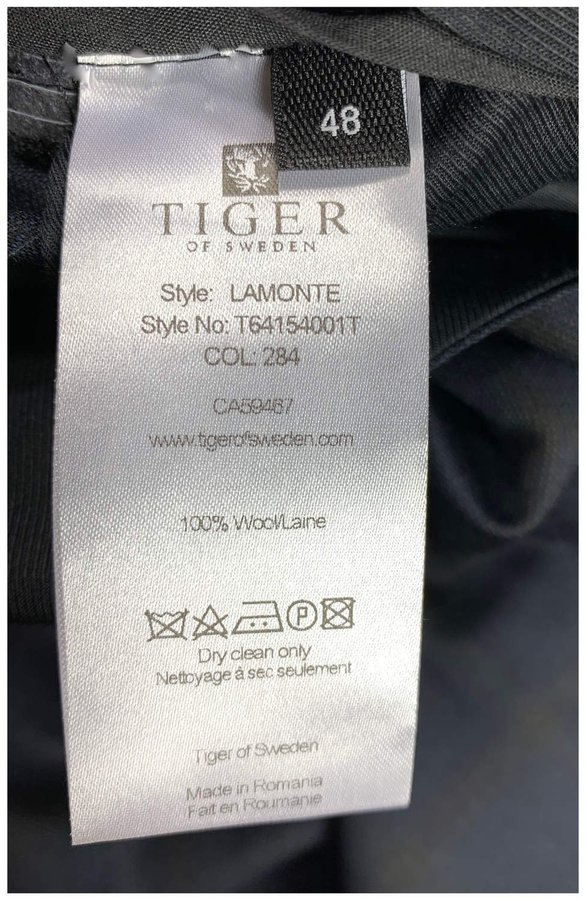 48
TIGER
OF SWEDEN
Style: LAMONTE
Style No: T64154001T
COL: 284
CA59467
www.tigerofsweden.com
100% Wool/Laine
P
Dry clean only
Nettoyage à sec seulement
Tiger of Sweden
Made in Romania
Fait en Roumanie